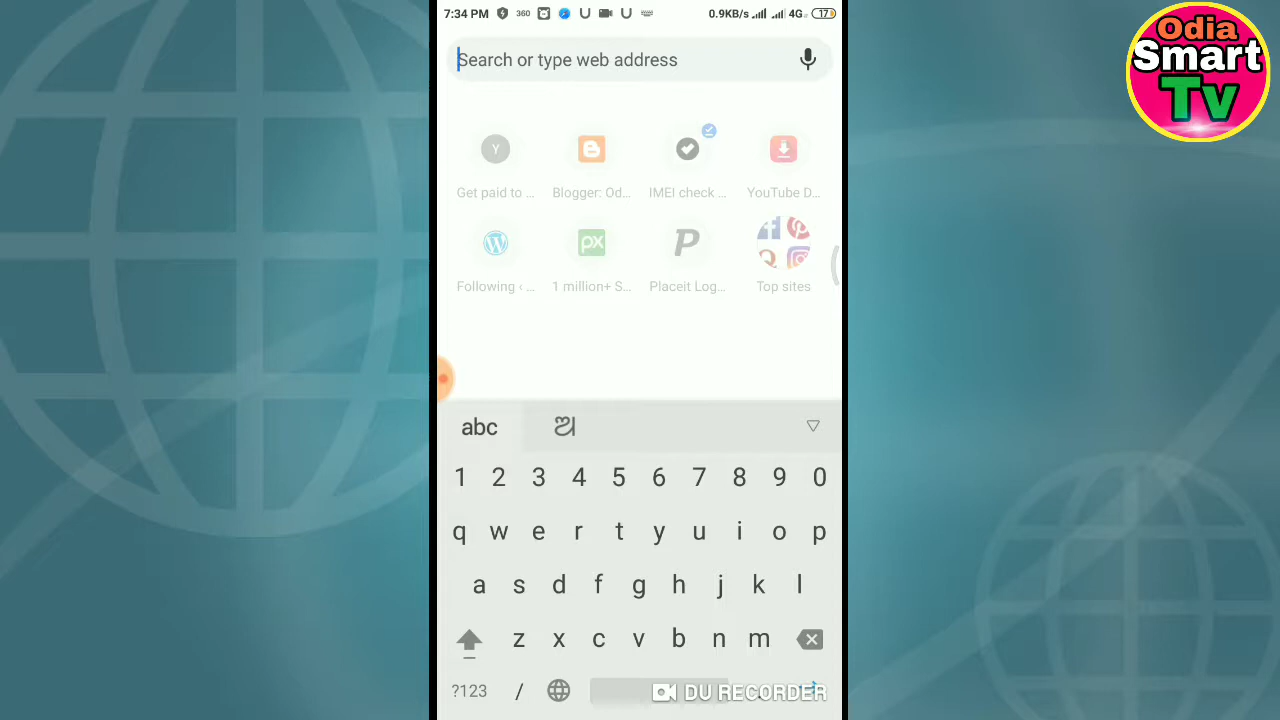 7:34 PM 360 0.9KB/s 4G 17
Odia
Smart
Tv
Search or type web address
Y
Get paid to ... Blogger: Od... IMEI check ... YouTube D...
px P
Following ‹ ... 1 million+ S... Placeit Log... Top sites
abc ଅ
1 2 3 4 5 6 7 8 9 0
q w e r t y u i o p
a s d f g h j k l
z x c v b n m
?123 / .
DU RECORDER